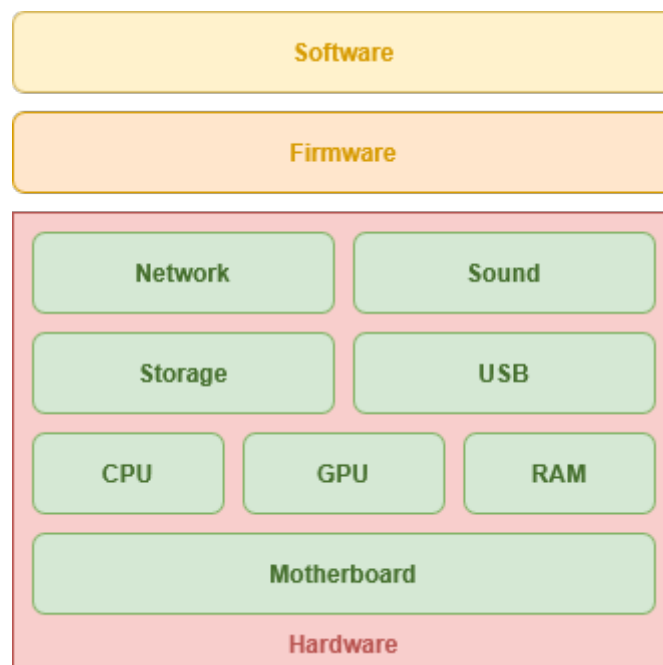 Software
Firmware
Network Sound
Storage USB
CPU GPU RAM
Motherboard
Hardware